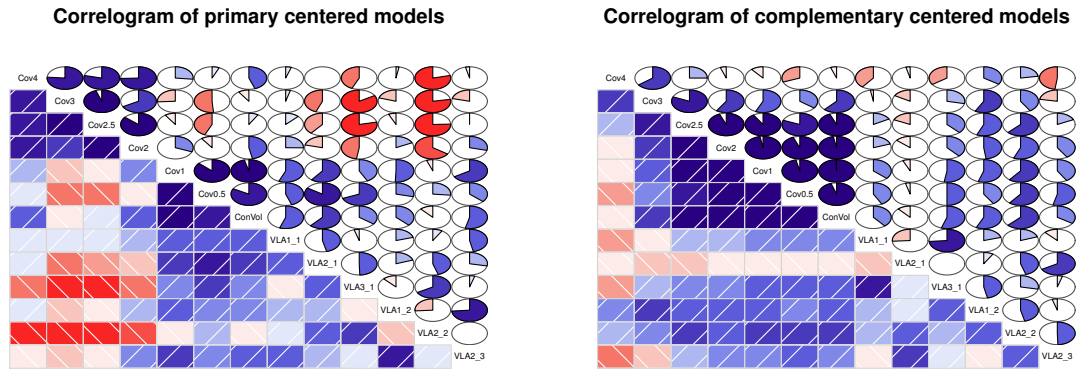 Correlogram of primary centered models
Cov4
Cov3
Cov2.5
Cov2
Cov1
Cov0.5
ConVol
VLA1_1
VLA2_1
VLA3_1
VLA1_2
VLA2_2
VLA2_3
Correlogram of complementary centered models
Cov4
Cov3
Cov2.5
Cov2
Cov1
Cov0.5
ConVol
VLA1_1
VLA2_1
VLA3_1
VLA1_2
VLA2_2
VLA2_3